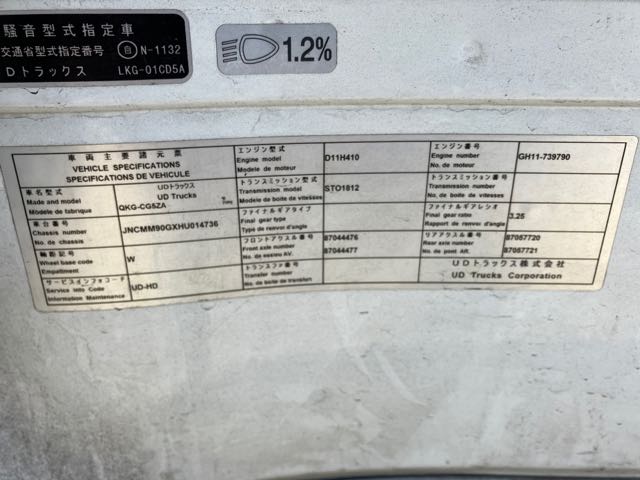 騒音型式指定車
交通省型式指定番号 自 N-1132
Dトラックス LKG-01CD5A
1.2%
車両主要諸元表
VEHICLE SPECIFICATIONS
SPECIFICATIONS DE VEHICULE
車名型式
Made and model
Modéle de fabrique
UDトラックス
UD Trucks
QKG-CG5ZA
車台番号
Chassis number
No. de chassis
JNCMM90GXHU014736
軸距記号
Wheel base code
Empattement
W
サービスインフォコード
Service Info Code
Information Maintenance
UD-HD
エンジン型式
Engine model
Modéle de moteur
D11H410
トランスミッション型式
Transmission model
Modéle de boite de vitesses
STO1812
ファイナルギアタイプ
Final gear type
Type de renvoi d'angle
フロントアクスル番号
Front axle number
No. de essieu AV.
87044476
87044477
トランスファ番号
Transfer number
No. de boite de transfert
エンジン番号
Engine number
No. de moteur
GH11-739790
トランスミッション番号
Transmission number
No. de boite de vitesses
ファイナルギアレシオ
Final gear ratio
Rapport de renvoi d'angle
3.25
リアアクスル番号
Rear axle number
No. de pont AR.
87057720
87057721
UDトラックス株式会社
UD Trucks Corporation